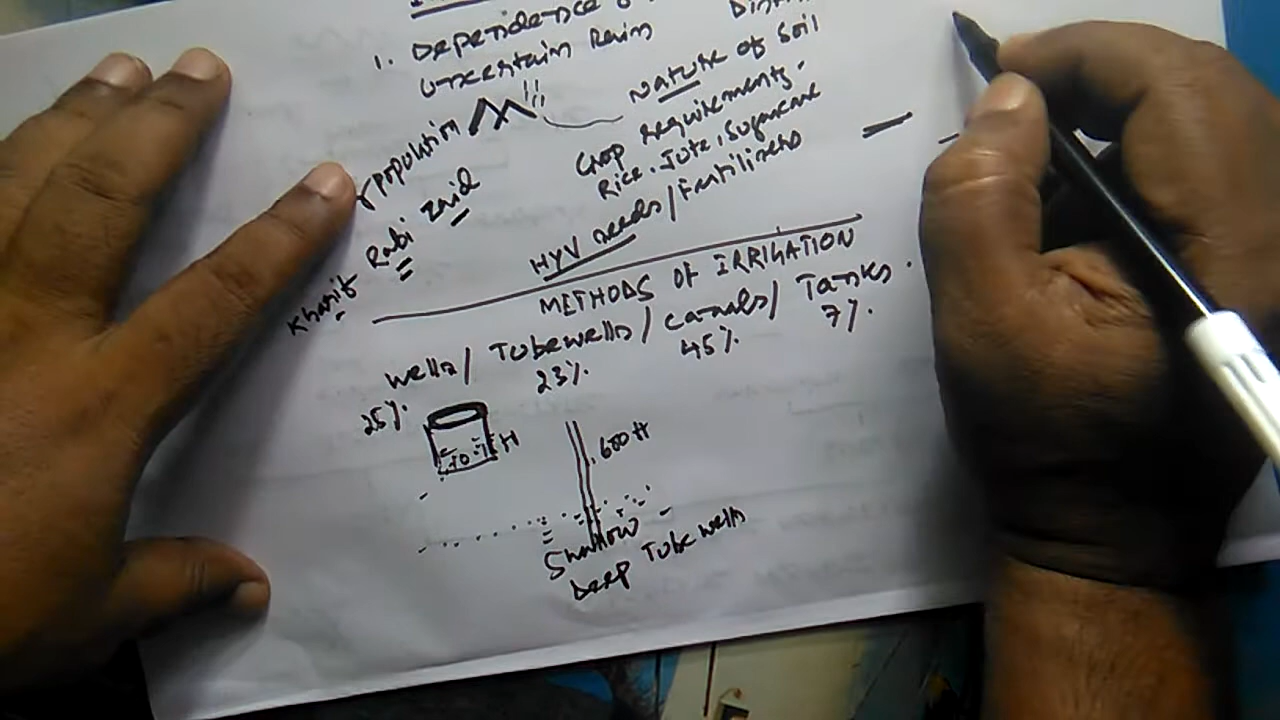 1. Dependence
Uncertain Rain
Nature of Soil
Population
Crop requirements.
Rice. Jute, Sugarcane
HYV seeds/Fertilizers
Kharif Rabi Zaid
METHODS OF IRRIGATION
Wells/ Tubewells/ canals/ Tanks.
25%. 23%. 45%. 7%.
600 ft
Shallow
Deep Tube wells